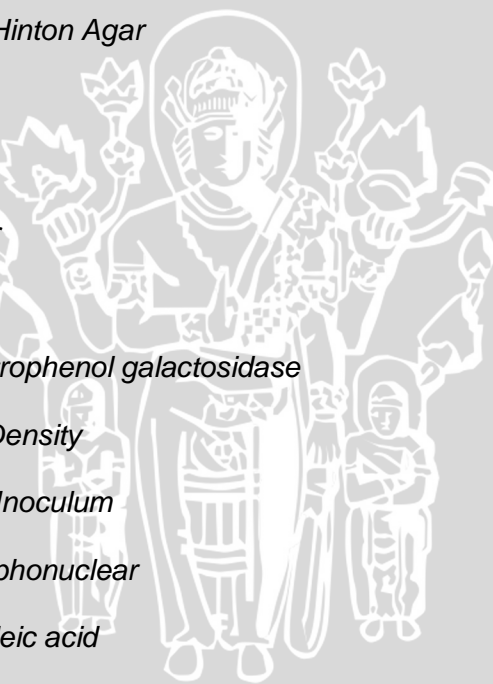 Hinton Agar
rophenol galactosidase
Density
Inoculum
phonuclear
leic acid